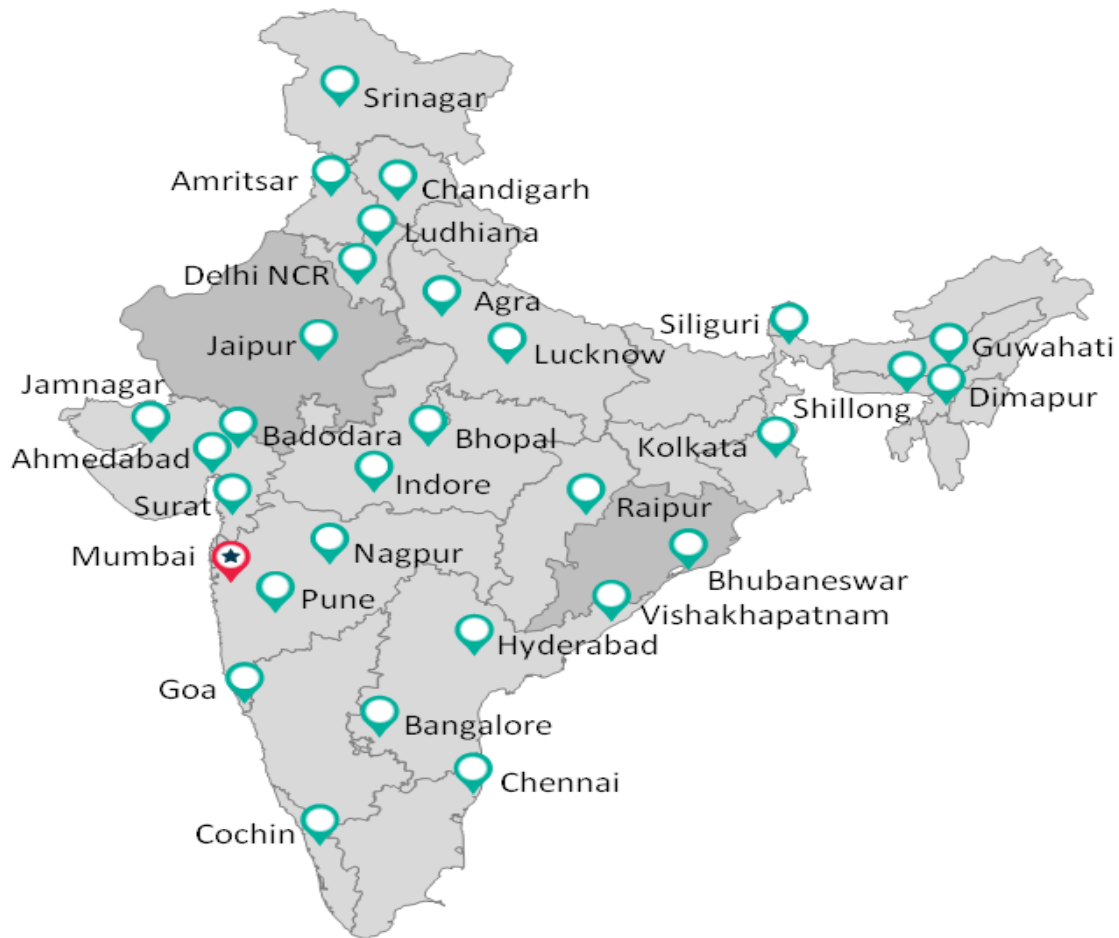 Srinagar
Amritsar
Chandigarh
Ludhiana
Delhi NCR
Agra
Siliguri
Jaipur
Lucknow
Guwahati
Jamnagar
Shillong
Dimapur
Badodara
Bhopal
Kolkata
Ahmedabad
Indore
Surat
Raipur
Mumbai
Nagpur
Bhubaneswar
Pune
Vishakhapatnam
Hyderabad
Goa
Bangalore
Chennai
Cochin